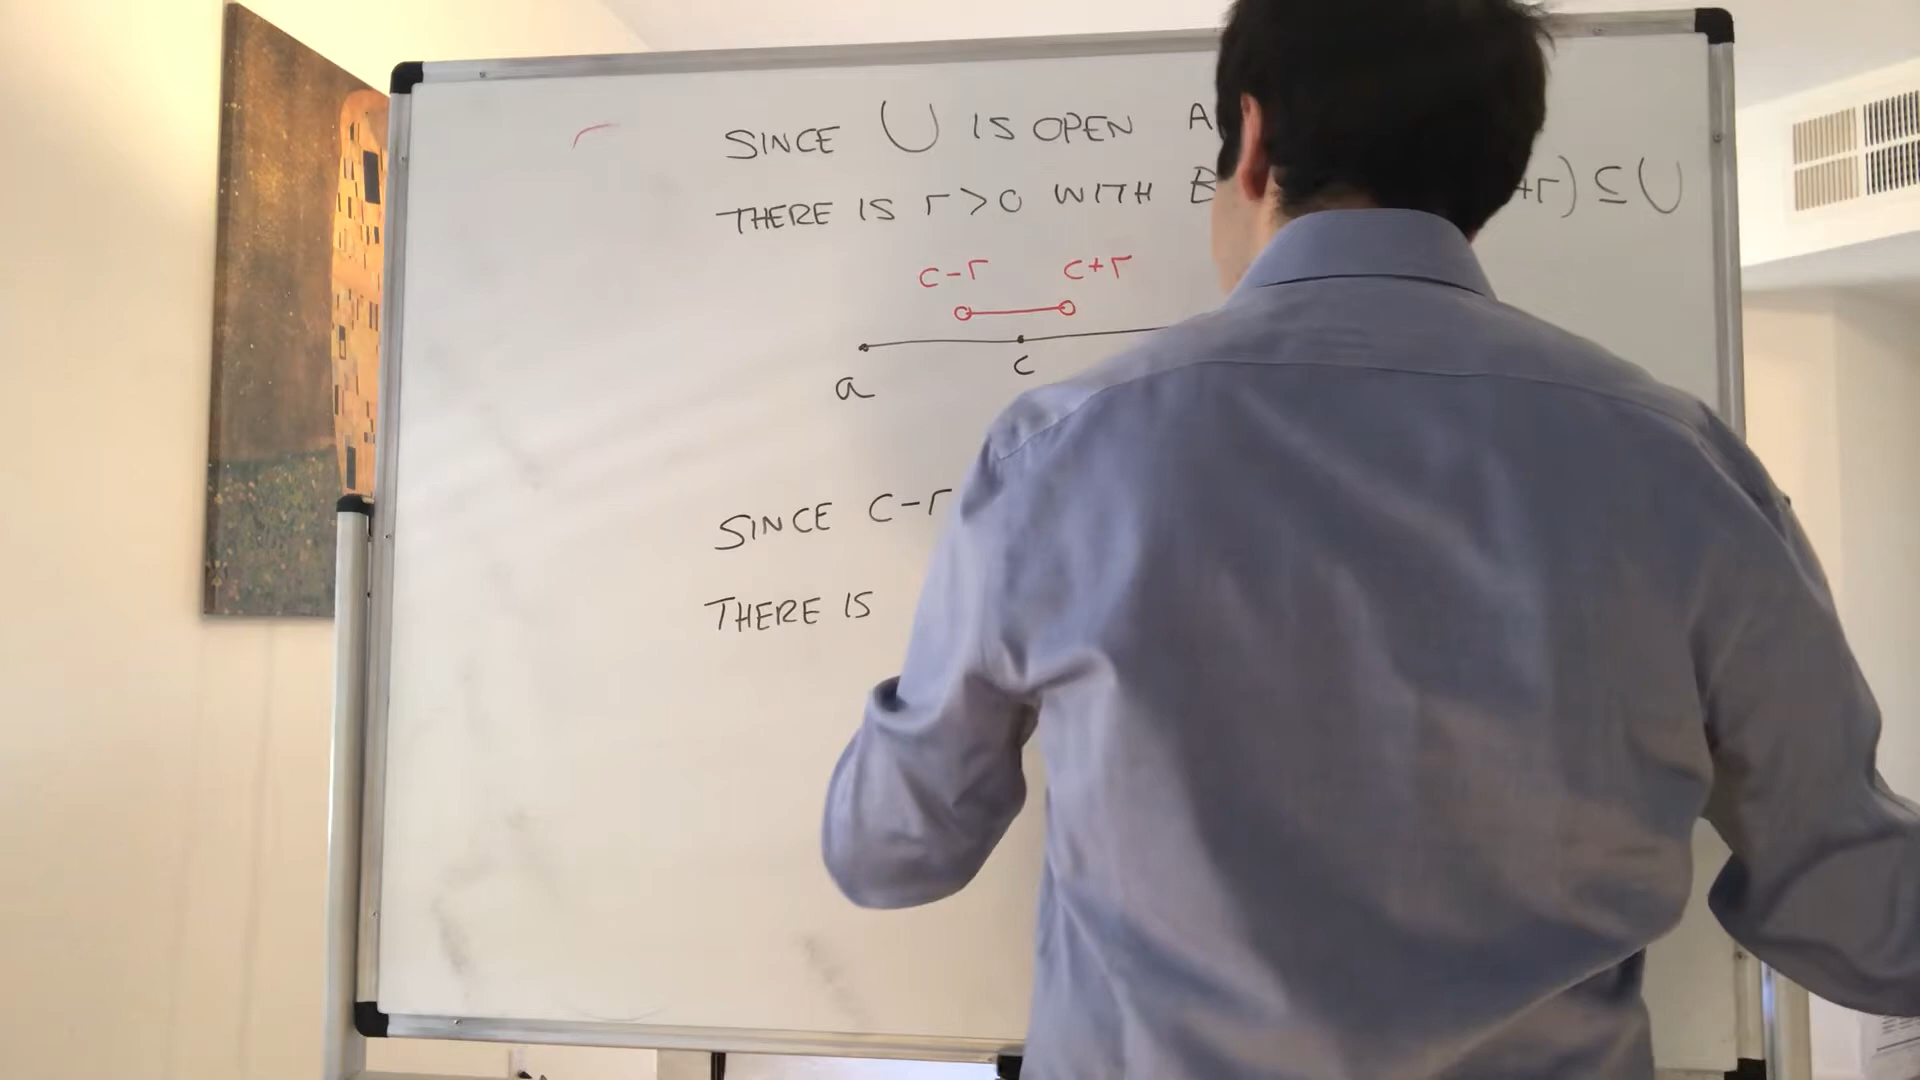 SINCE U IS OPEN
THERE IS r>0 WITH +r) ⊆ U
c-r c+r
a c
SINCE c-r
THERE IS